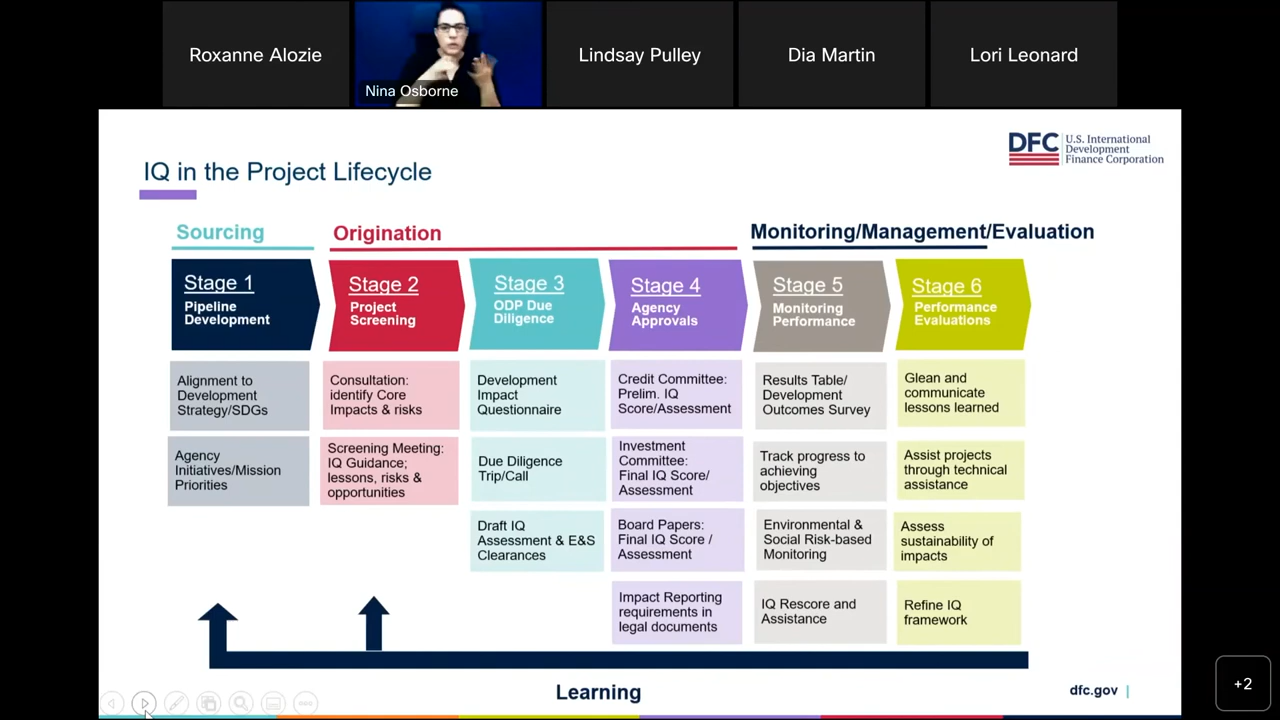 Roxanne Alozie
Nina Osborne
Lindsay Pulley
Dia Martin
Lori Leonard
DFC
U.S. International
Development
Finance Corporation
IQ in the Project Lifecycle
Sourcing
Origination
Monitoring/Management/Evaluation
Stage 1
Pipeline
Development
Stage 2
Project
Screening
Stage 3
ODP Due
Diligence
Stage 4
Agency
Approvals
Stage 5
Monitoring
Performance
Stage 6
Performance
Evaluations
Alignment to
Development
Strategy/SDGs
Agency
Initiatives/Mission
Priorities
Consultation:
identify Core
Impacts & risks
Screening Meeting:
IQ Guidance;
lessons, risks &
opportunities
Development
Impact
Questionnaire
Due Diligence
Trip/Call
Draft IQ
Assessment & E&S
Clearances
Credit Committee:
Prelim. IQ
Score/Assessment
Investment
Committee:
Final IQ Score/
Assessment
Board Papers:
Final IQ Score /
Assessment
Impact Reporting
requirements in
legal documents
Results Table/
Development
Outcomes Survey
Track progress to
achieving
objectives
Environmental &
Social Risk-based
Monitoring
IQ Rescore and
Assistance
Glean and
communicate
lessons learned
Assist projects
through technical
assistance
Assess
sustainability of
impacts
Refine IQ
framework
Learning
dfc.gov |
+2